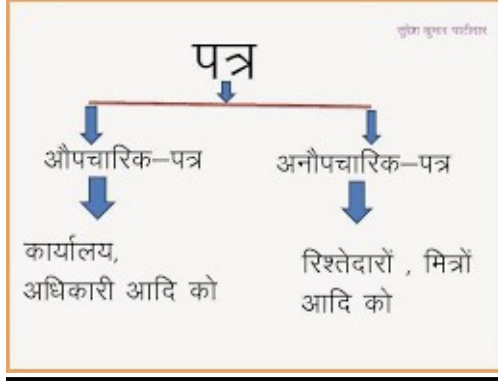 सुरेश कुमार पाटीदार
पत्र
औपचारिक–पत्र
अनौपचारिक–पत्र
कार्यालय,
अधिकारी आदि को
रिश्तेदारों , मित्रों
आदि को